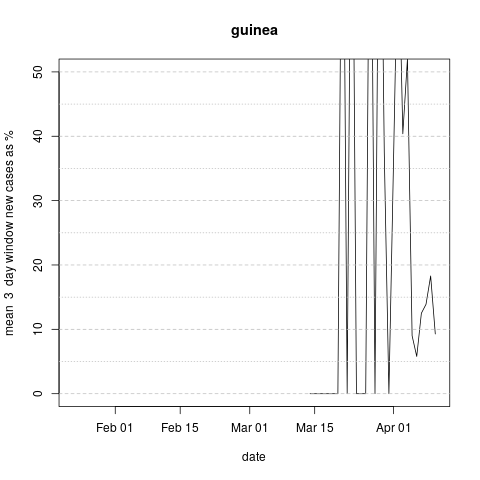 guinea
mean 3 day window new cases as %
50
40
30
20
10
0
Feb 01
Feb 15
Mar 01
Mar 15
Apr 01
date